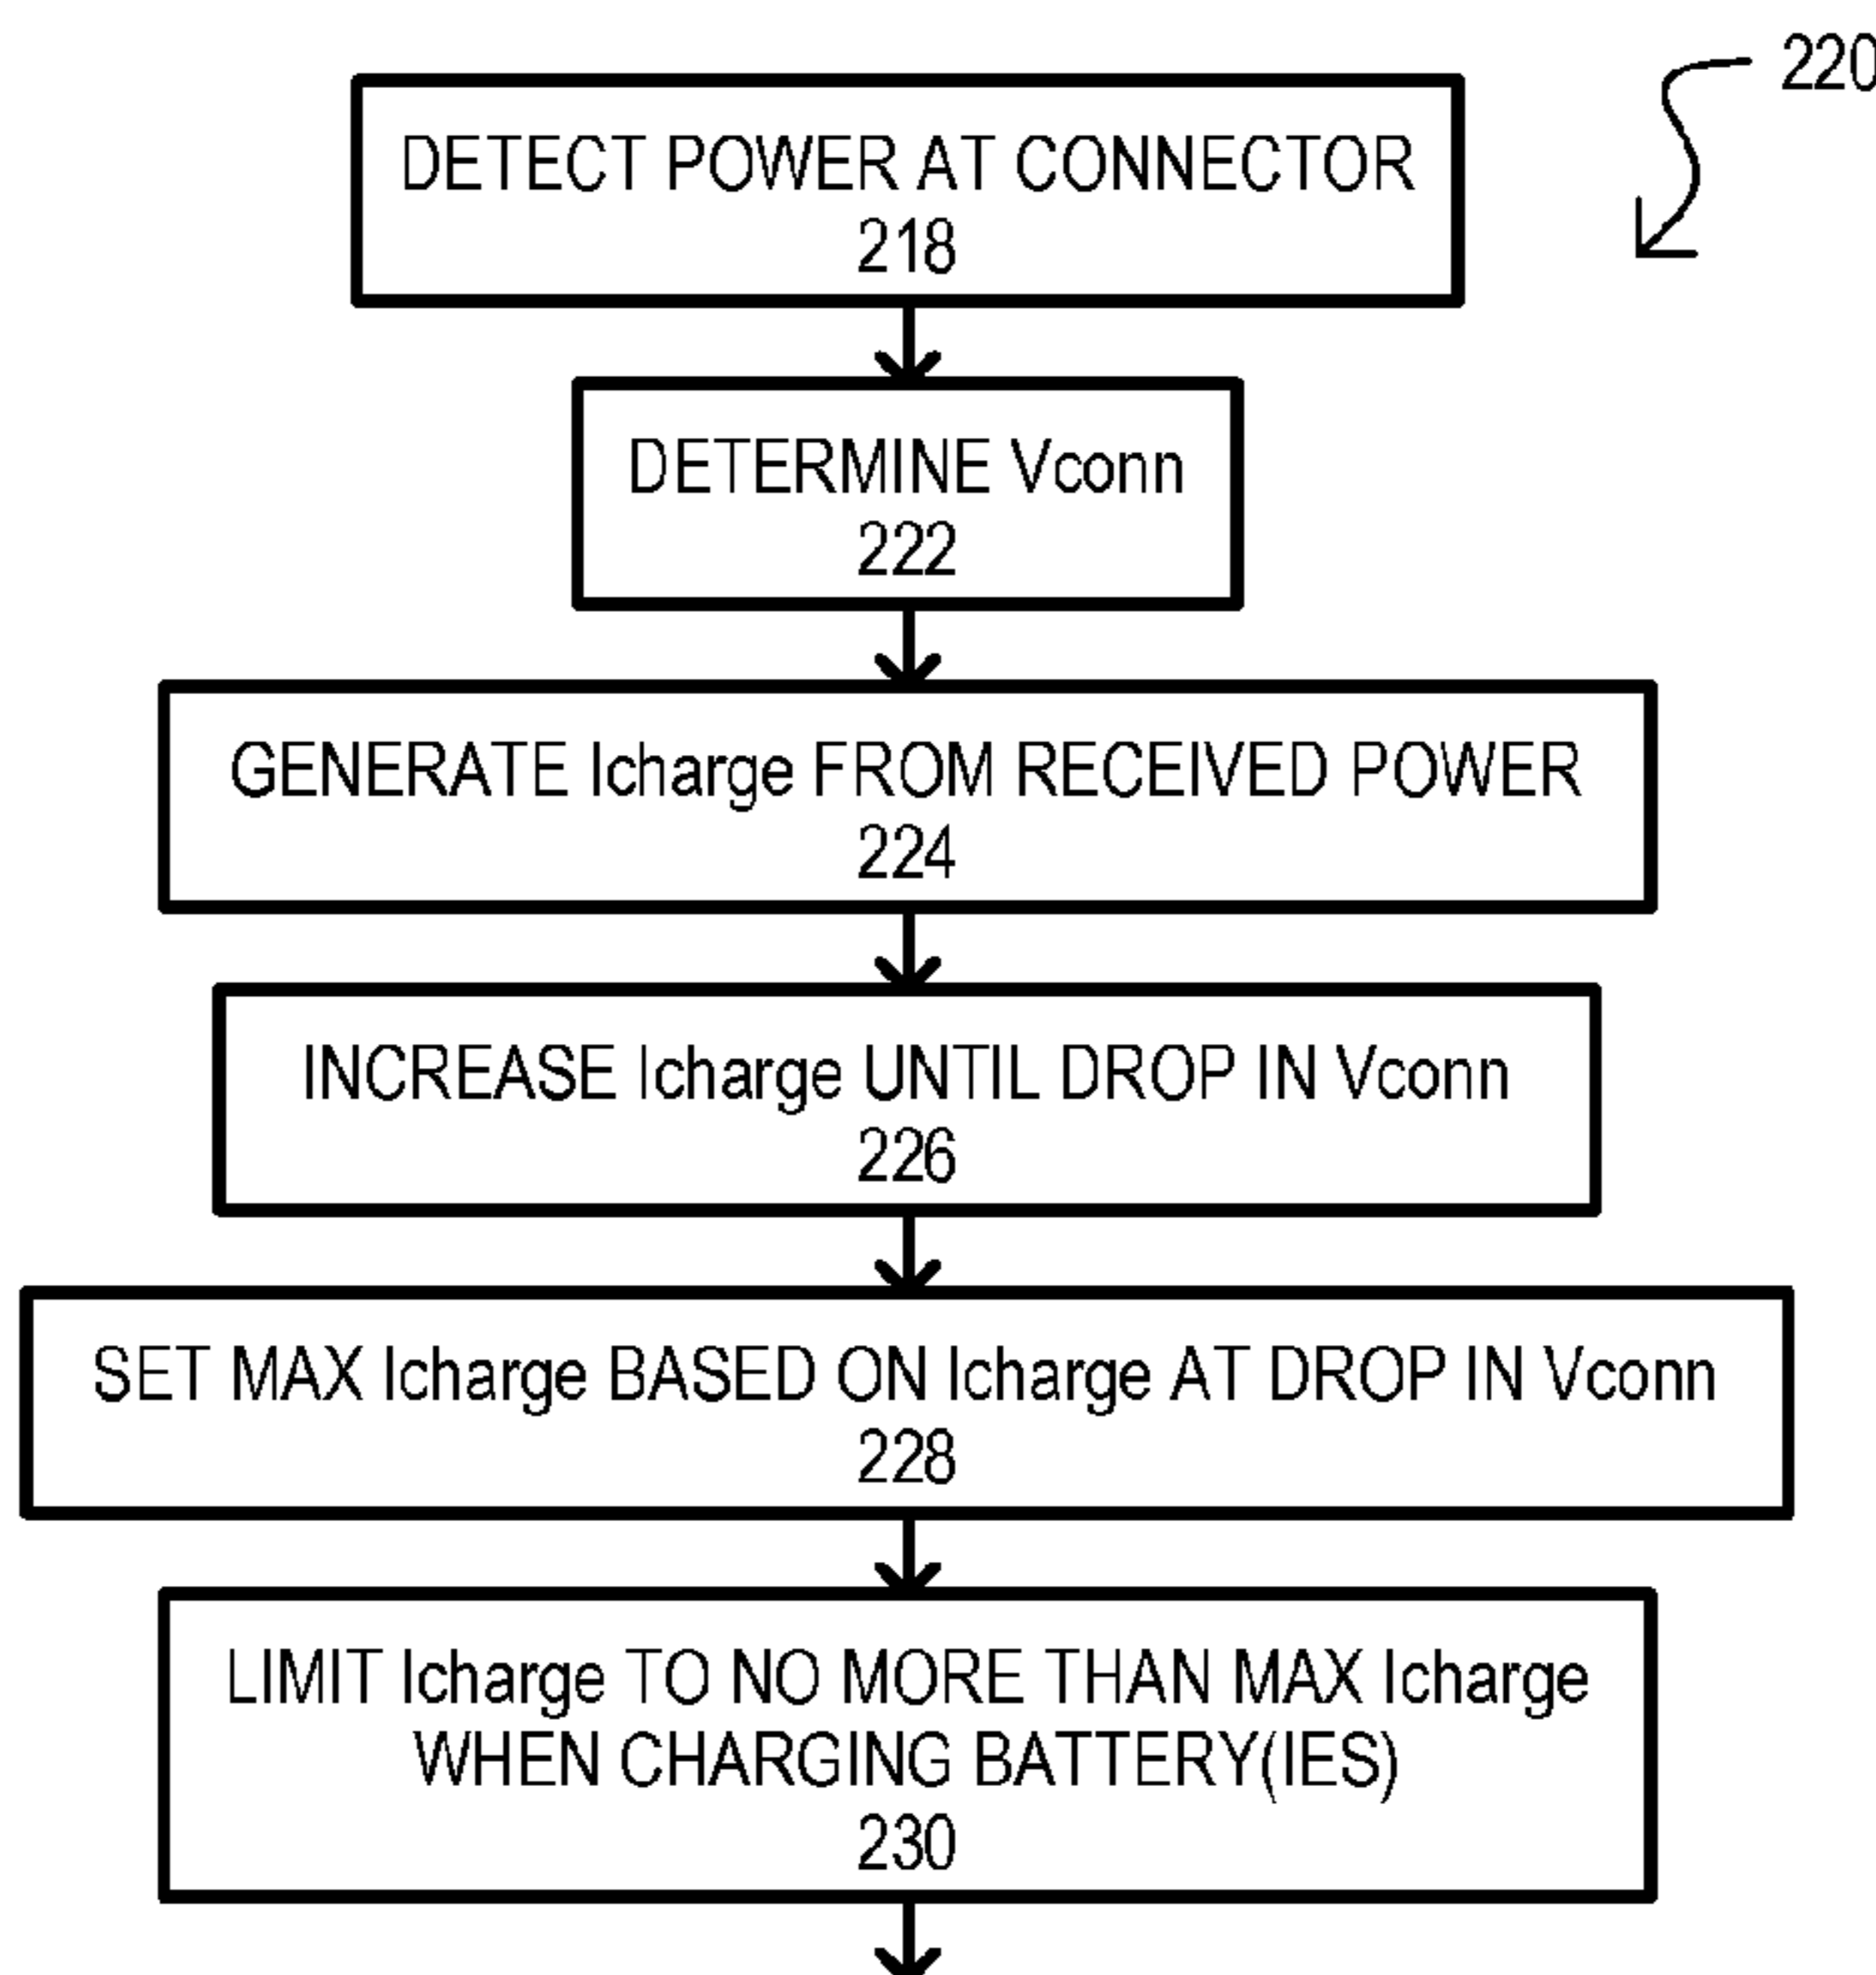 220
DETECT POWER AT CONNECTOR
218
DETERMINE Vconn
222
GENERATE Icharge FROM RECEIVED POWER
224
INCREASE Icharge UNTIL DROP IN Vconn
226
SET MAX Icharge BASED ON Icharge AT DROP IN Vconn
228
LIMIT Icharge TO NO MORE THAN MAX Icharge
WHEN CHARGING BATTERY(IES)
230